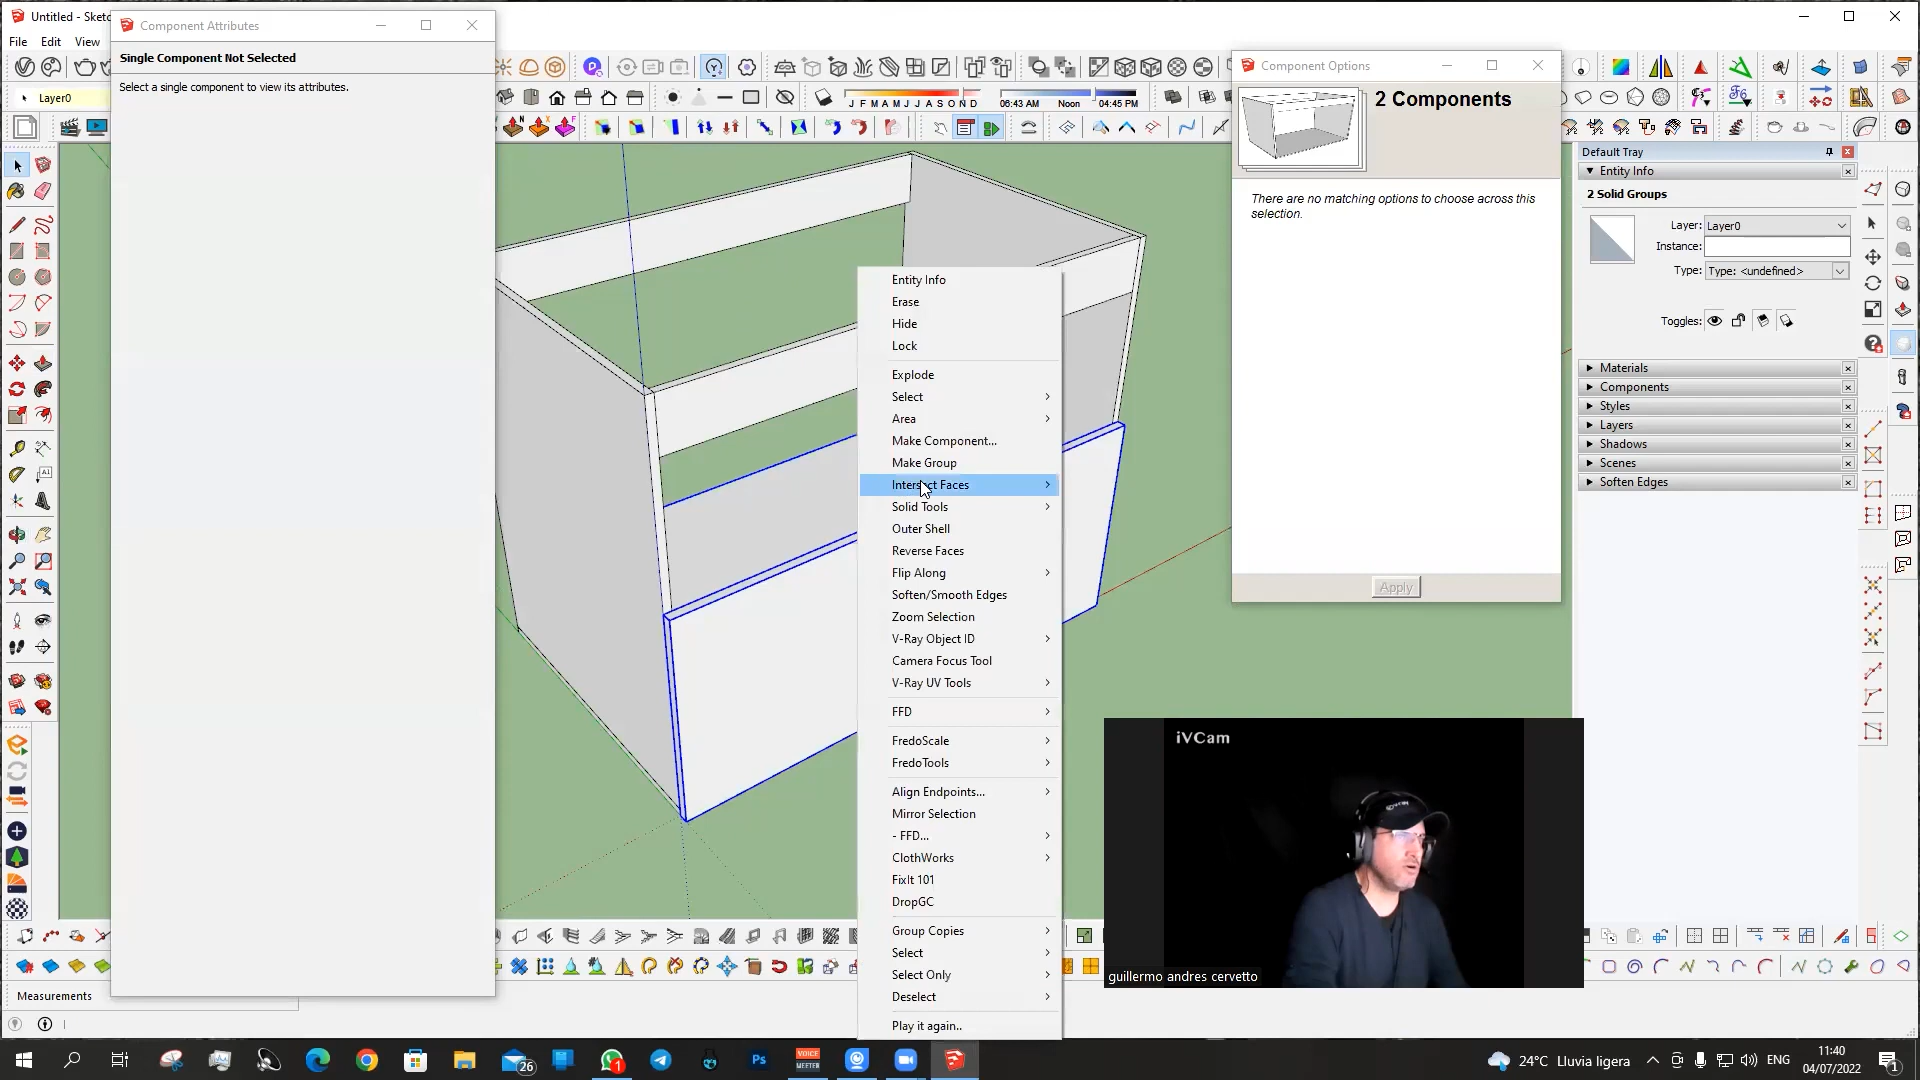 Untitled - Sketc
Component Attributes
File Edit View
Single Component Not Selected
Select a single component to view its attributes.
Layer0
J F M A M J J A S O N D
06:43 AM Noon 04:45 PM
Component Options
2 Components
There are no matching options to choose across this
selection.
Apply
Default Tray
Entity Info
2 Solid Groups
Layer: Layer0
Instance:
Type: Type: <undefined>
Toggles:
Materials
Components
Styles
Layers
Shadows
Scenes
Soften Edges
Entity Info
Erase
Hide
Lock
Explode
Select
Area
Make Component...
Make Group
Intersect Faces
Solid Tools
Outer Shell
Reverse Faces
Flip Along
Soften/Smooth Edges
Zoom Selection
V-Ray Object ID
Camera Focus Tool
V-Ray UV Tools
FFD
FredoScale
FredoTools
Align Endpoints...
Mirror Selection
- FFD...
ClothWorks
FixIt 101
DropGC
Group Copies
Select
Select Only
Deselect
Play it again..
iVCam
guillermo andres cervetto
Measurements
26
1
Ps
VOICE
MEETER
24°C Lluvia ligera
ENG
11:40
04/07/2022
1